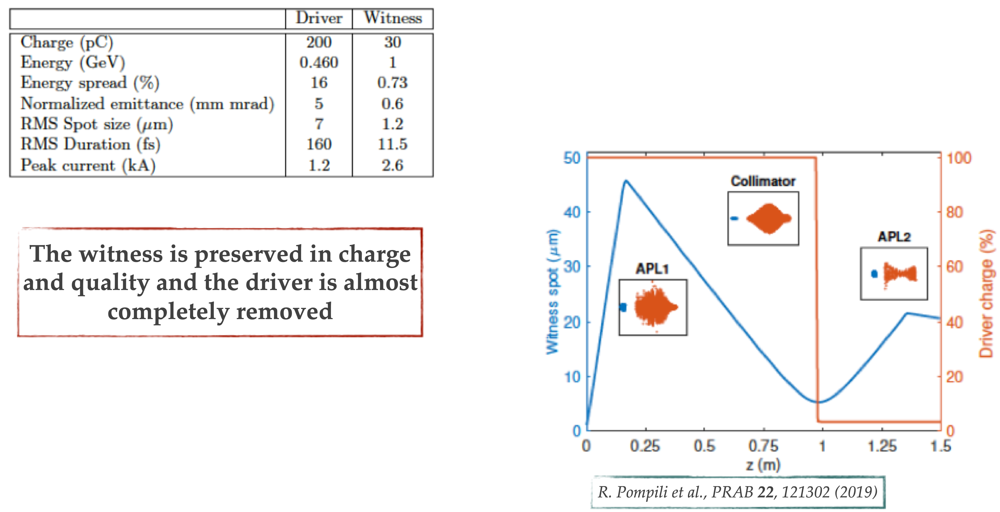 Driver Witness
Charge (pC) 200 30
Energy (GeV) 0.460 1
Energy spread (%) 16 0.73
Normalized emittance (mm mrad) 5 0.6
RMS Spot size (μm) 7 1.2
RMS Duration (fs) 160 11.5
Peak current (kA) 1.2 2.6
The witness is preserved in charge
and quality and the driver is almost
completely removed
Witness spot (μm)
50
40
30
20
10
0
APL1
Collimator
APL2
100
80
60
40
20
0
Driver charge (%)
0 0.25 0.5 0.75 1 1.25 1.5
z (m)
R. Pompili et al., PRAB 22, 121302 (2019)